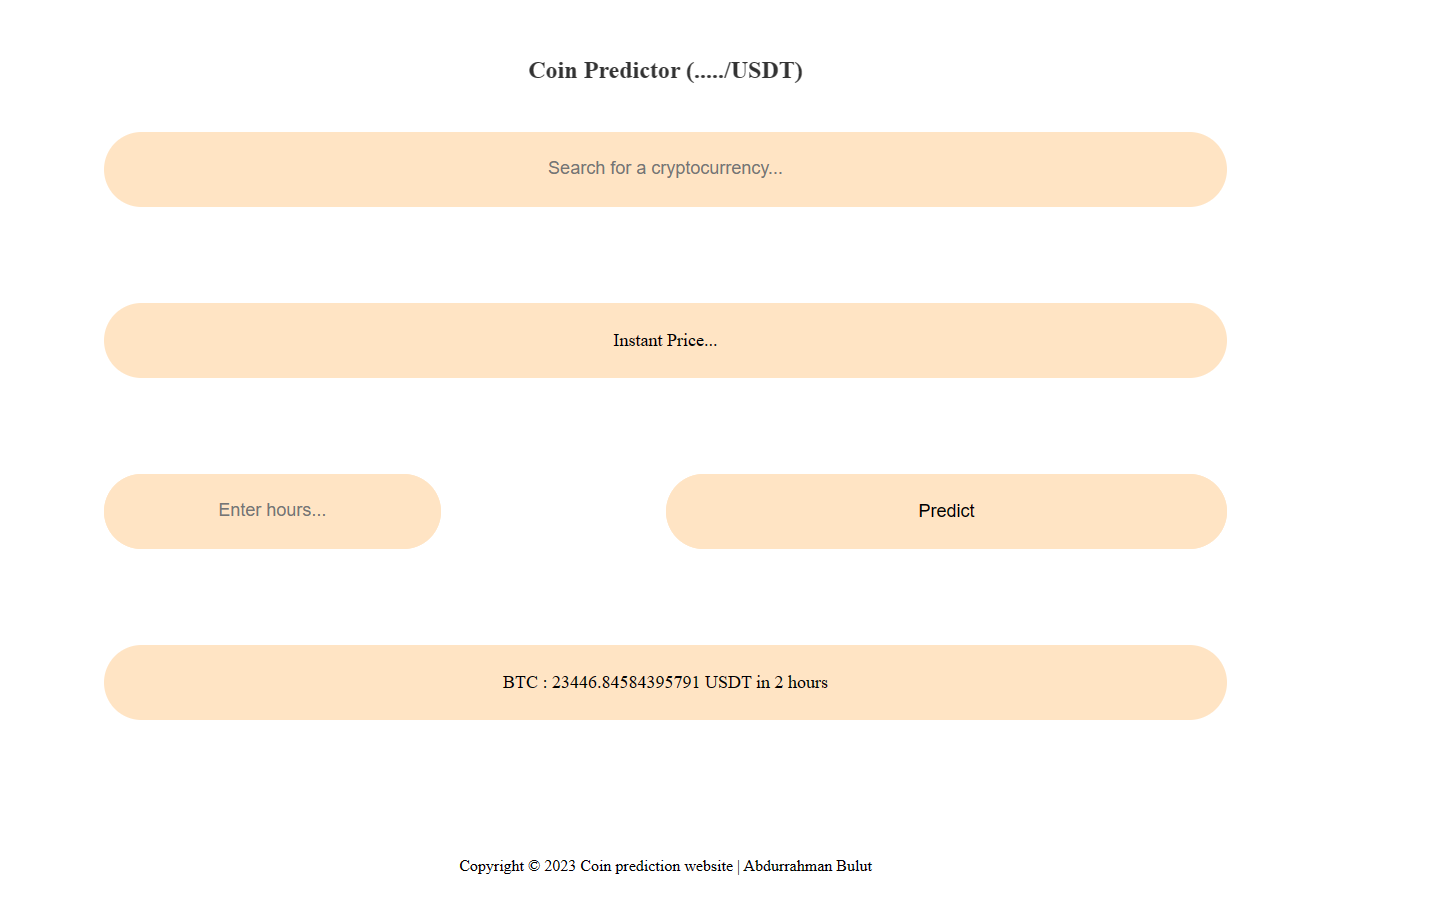 Coin Predictor (...../USDT)
Search for a cryptocurrency...
Instant Price...
Enter hours...
Predict
BTC : 23446.84584395791 USDT in 2 hours
Copyright © 2023 Coin prediction website | Abdurrahman Bulut